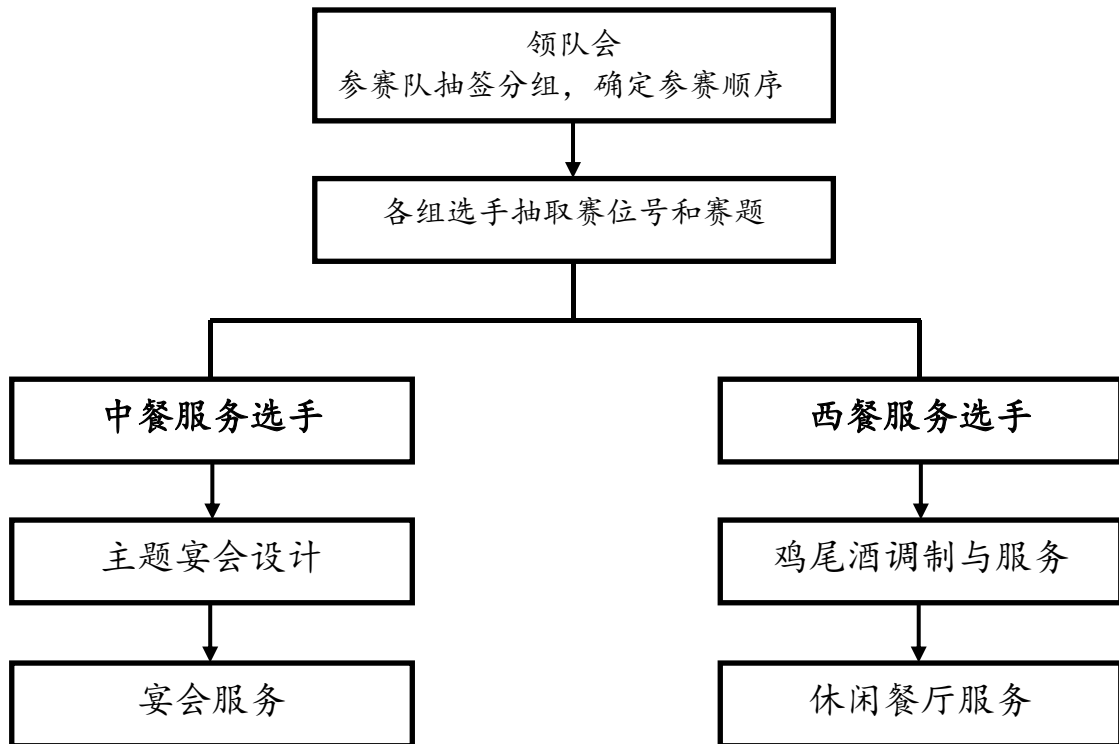 领队会
参赛队抽签分组，确定参赛顺序
各组选手抽取赛位号和赛题
中餐服务选手
西餐服务选手
主题宴会设计
鸡尾酒调制与服务
宴会服务
休闲餐厅服务